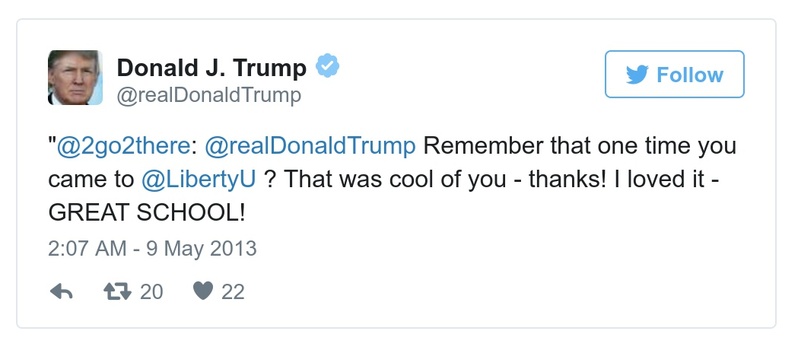 Donald J. Trump
@realDonaldTrump
Follow
"@2go2there: @realDonaldTrump Remember that one time you
came to @LibertyU ? That was cool of you - thanks! I loved it -
GREAT SCHOOL!
2:07 AM - 9 May 2013
20 22